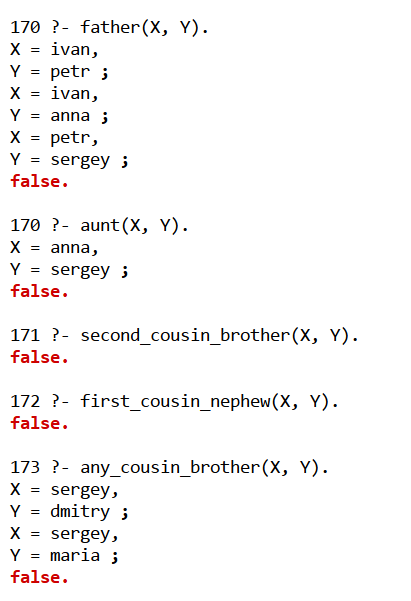 170 ?- father(X, Y).
X = ivan,
Y = petr ;
X = ivan,
Y = anna ;
X = petr,
Y = sergey ;
false.
170 ?- aunt(X, Y).
X = anna,
Y = sergey ;
false.
171 ?- second_cousin_brother(X, Y).
false.
172 ?- first_cousin_nephew(X, Y).
false.
173 ?- any_cousin_brother(X, Y).
X = sergey,
Y = dmitry ;
X = sergey,
Y = maria ;
false.